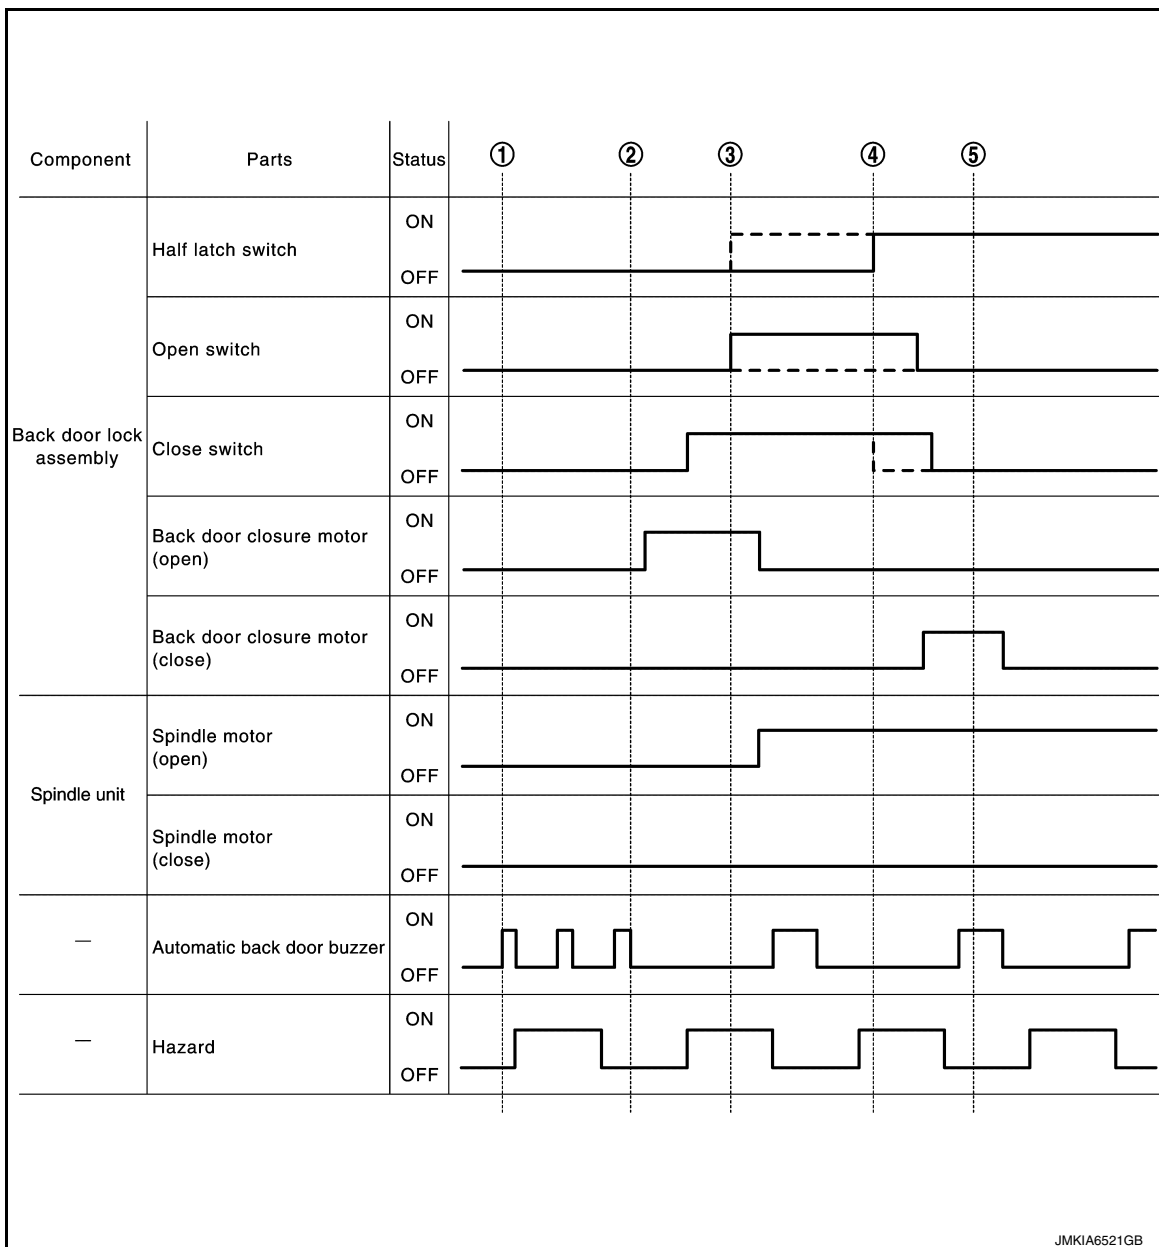 Component Parts Status ① ② ③ ④ ⑤
Back door lock
assembly
Half latch switch
ON
OFF
Open switch
ON
OFF
Close switch
ON
OFF
Back door closure motor
(open)
ON
OFF
Back door closure motor
(close)
ON
OFF
Spindle unit
Spindle motor
(open)
ON
OFF
Spindle motor
(close)
ON
OFF
—
Automatic back door buzzer
ON
OFF
—
Hazard
ON
OFF
JMKIA6521GB